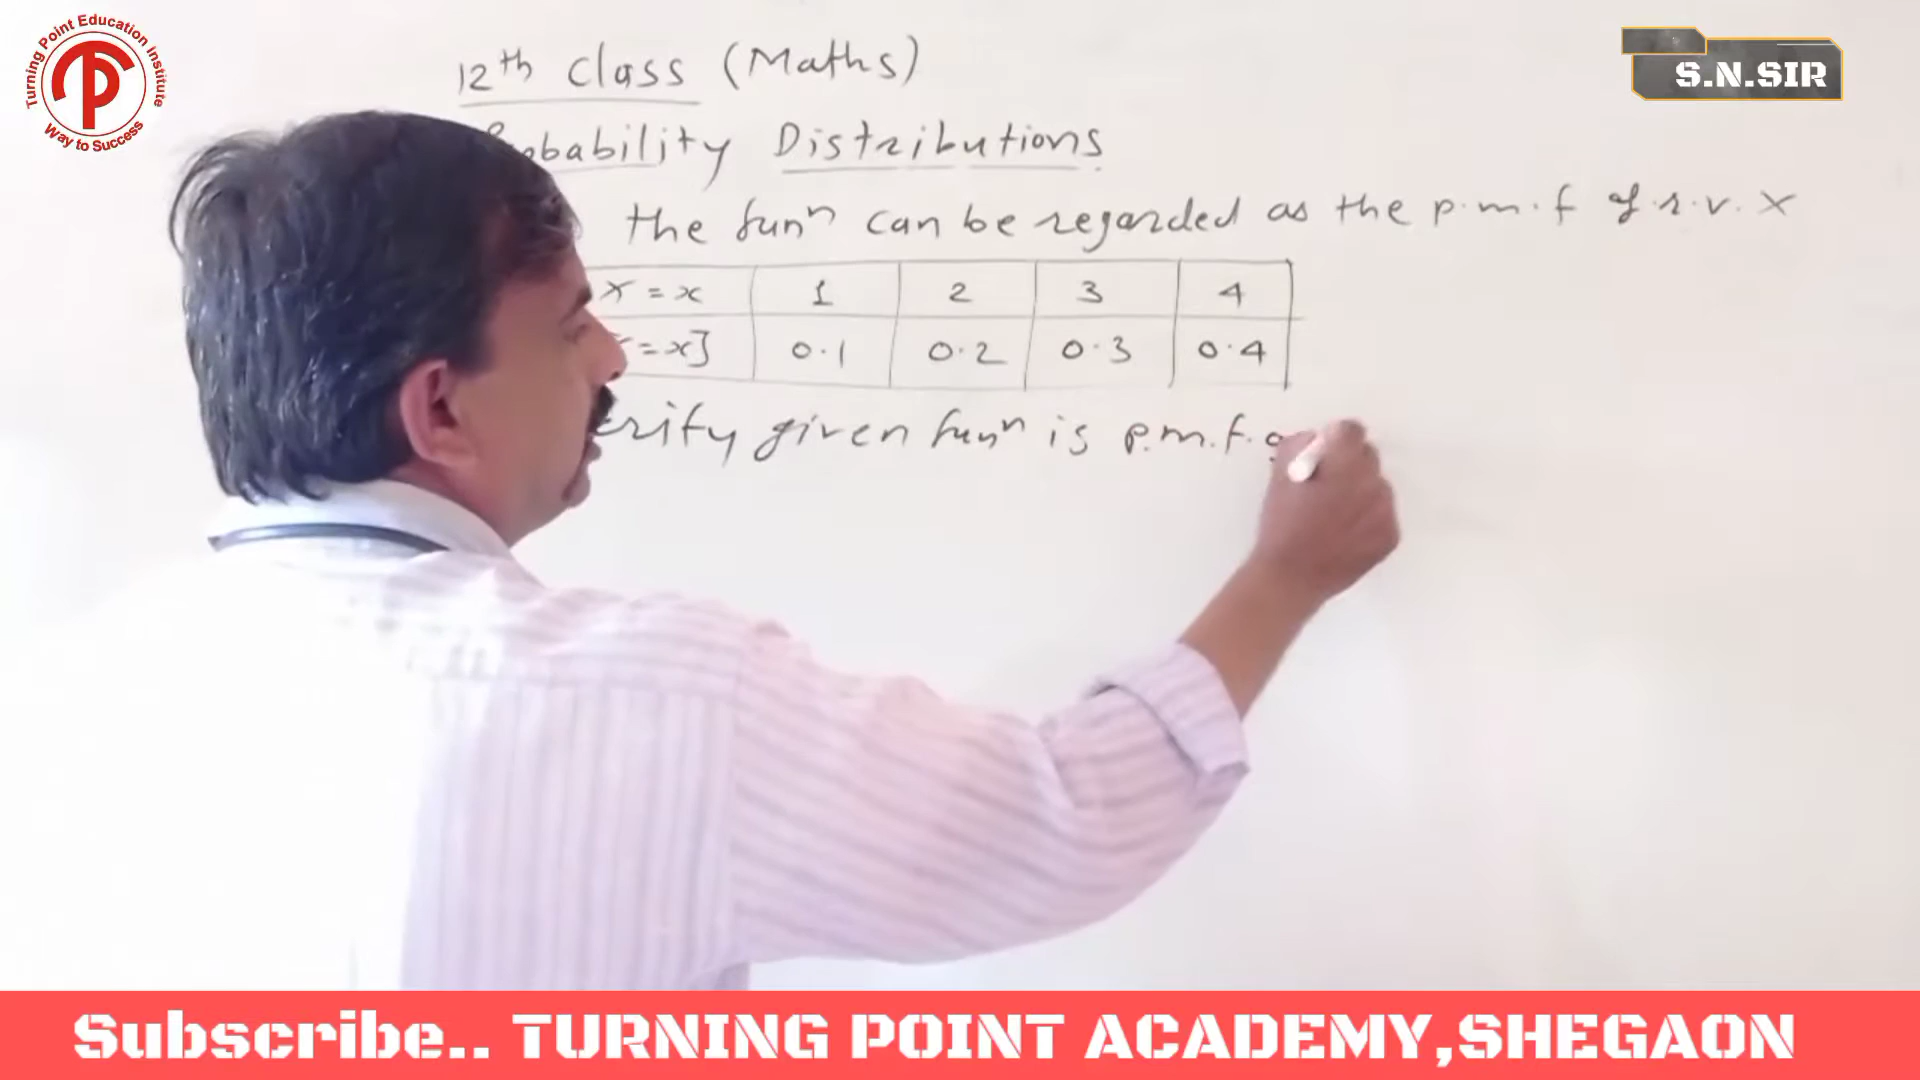 Turning Point Education Institute
Way to Success
S.N.SIR
12th Class (Maths)
Distributions
the funⁿ can be regarded as the p.m.f of r.v. X
X = x 1 2 3 4
=x] 0.1 0.2 0.3 0.4
given funⁿ is p.m.f.
Subscribe.. TURNING POINT ACADEMY,SHEGAON